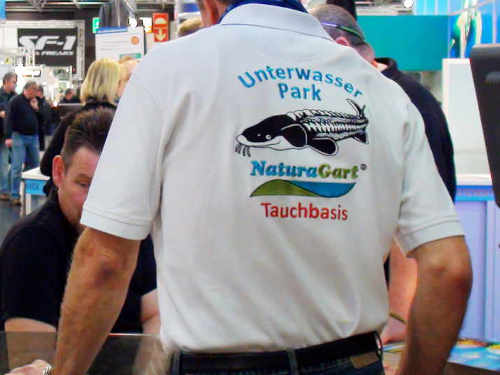 SF-1
Unterwasser
Park
NaturaGart®
Tauchbasis